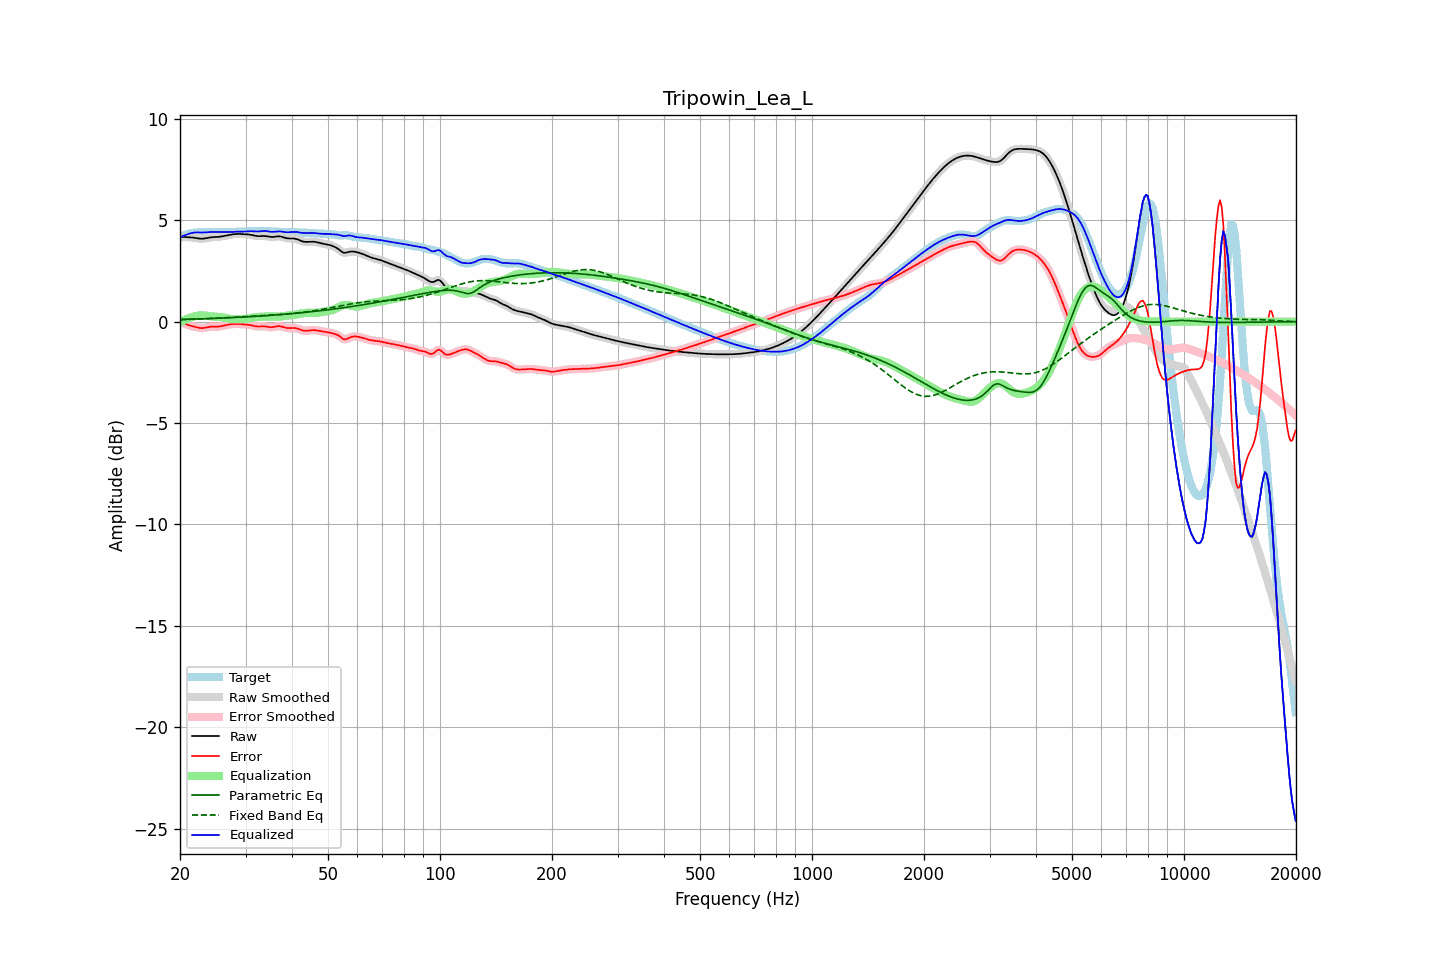 Tripowin_Lea_L
10
5
0
−5
−10
−15
−20
−25
Amplitude (dBr)
Target
Raw Smoothed
Error Smoothed
Raw
Error
Equalization
Parametric Eq
Fixed Band Eq
Equalized
20 50 100 200 500 1000 2000 5000 10000 20000
Frequency (Hz)